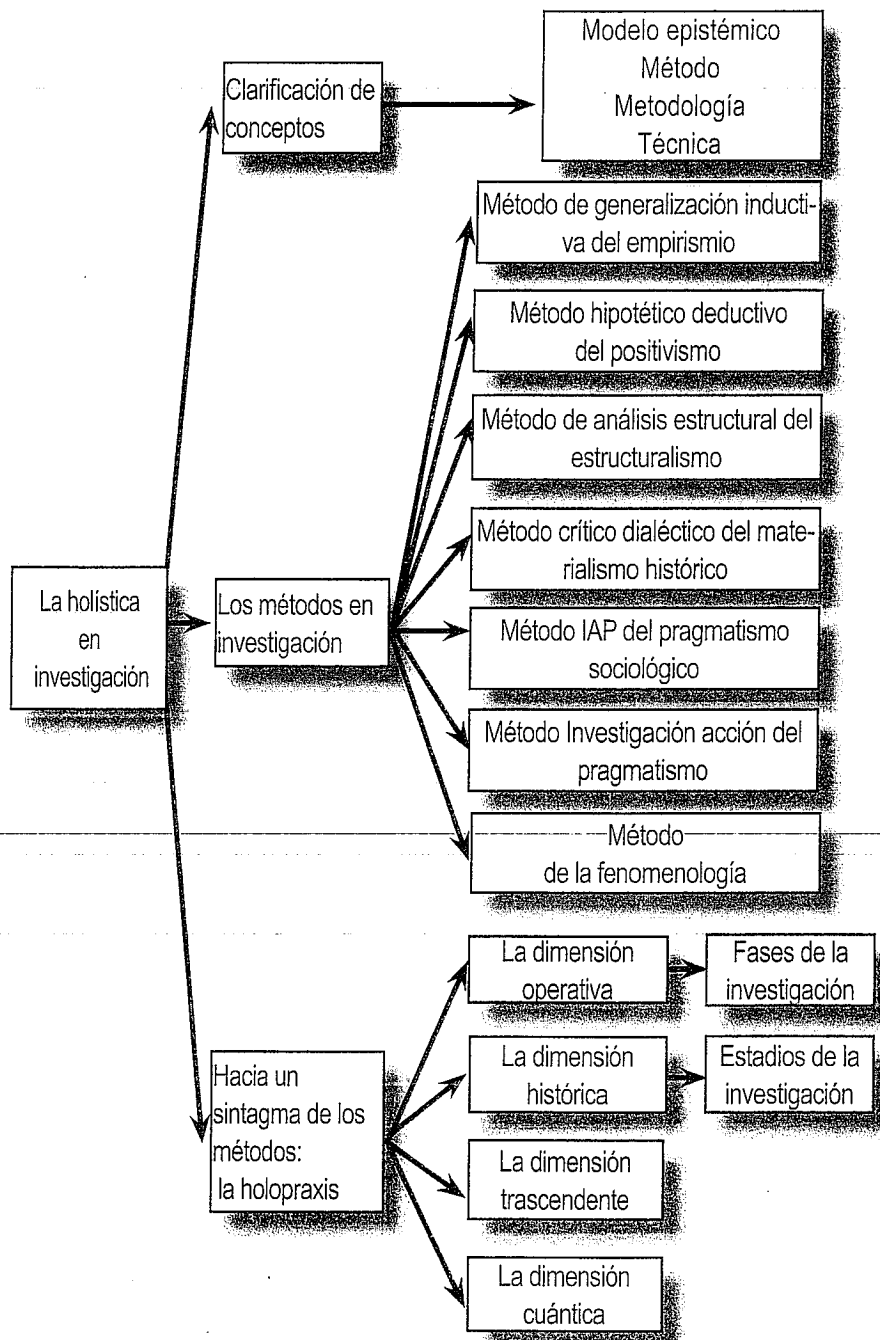 Modelo epistémico
Método
Metodología
Técnica
Clarificación de
conceptos
Método de generalización inducti-
va del empirismio
Método hipotético deductivo
del positivismo
Método de análisis estructural del
estructuralismo
Método crítico dialéctico del mate-
rialismo histórico
La holística
en
investigación
Los métodos en
investigación
Método IAP del pragmatismo
sociológico
Método Investigación acción del
pragmatismo
Método
de la fenomenología
La dimensión
operativa
Fases de la
investigación
Hacia un
sintagma de los
métodos:
la holopraxis
La dimensión
histórica
Estadios de la
investigación
La dimensión
trascendente
La dimensión
cuántica